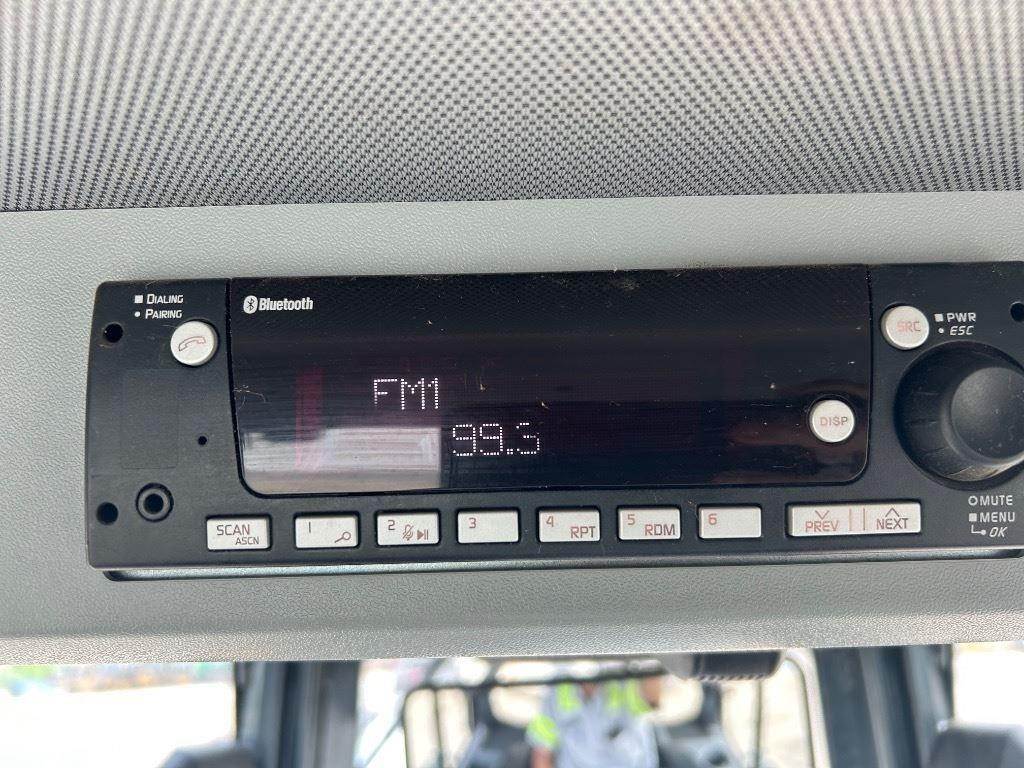 DIALING
PAIRING
Bluetooth
SRC
PWR
ESC
FM1
99.3
DISP
SCAN
ASCN
1
2
3
4 RPT
5 RDM
6
PREV
NEXT
MUTE
MENU
OK